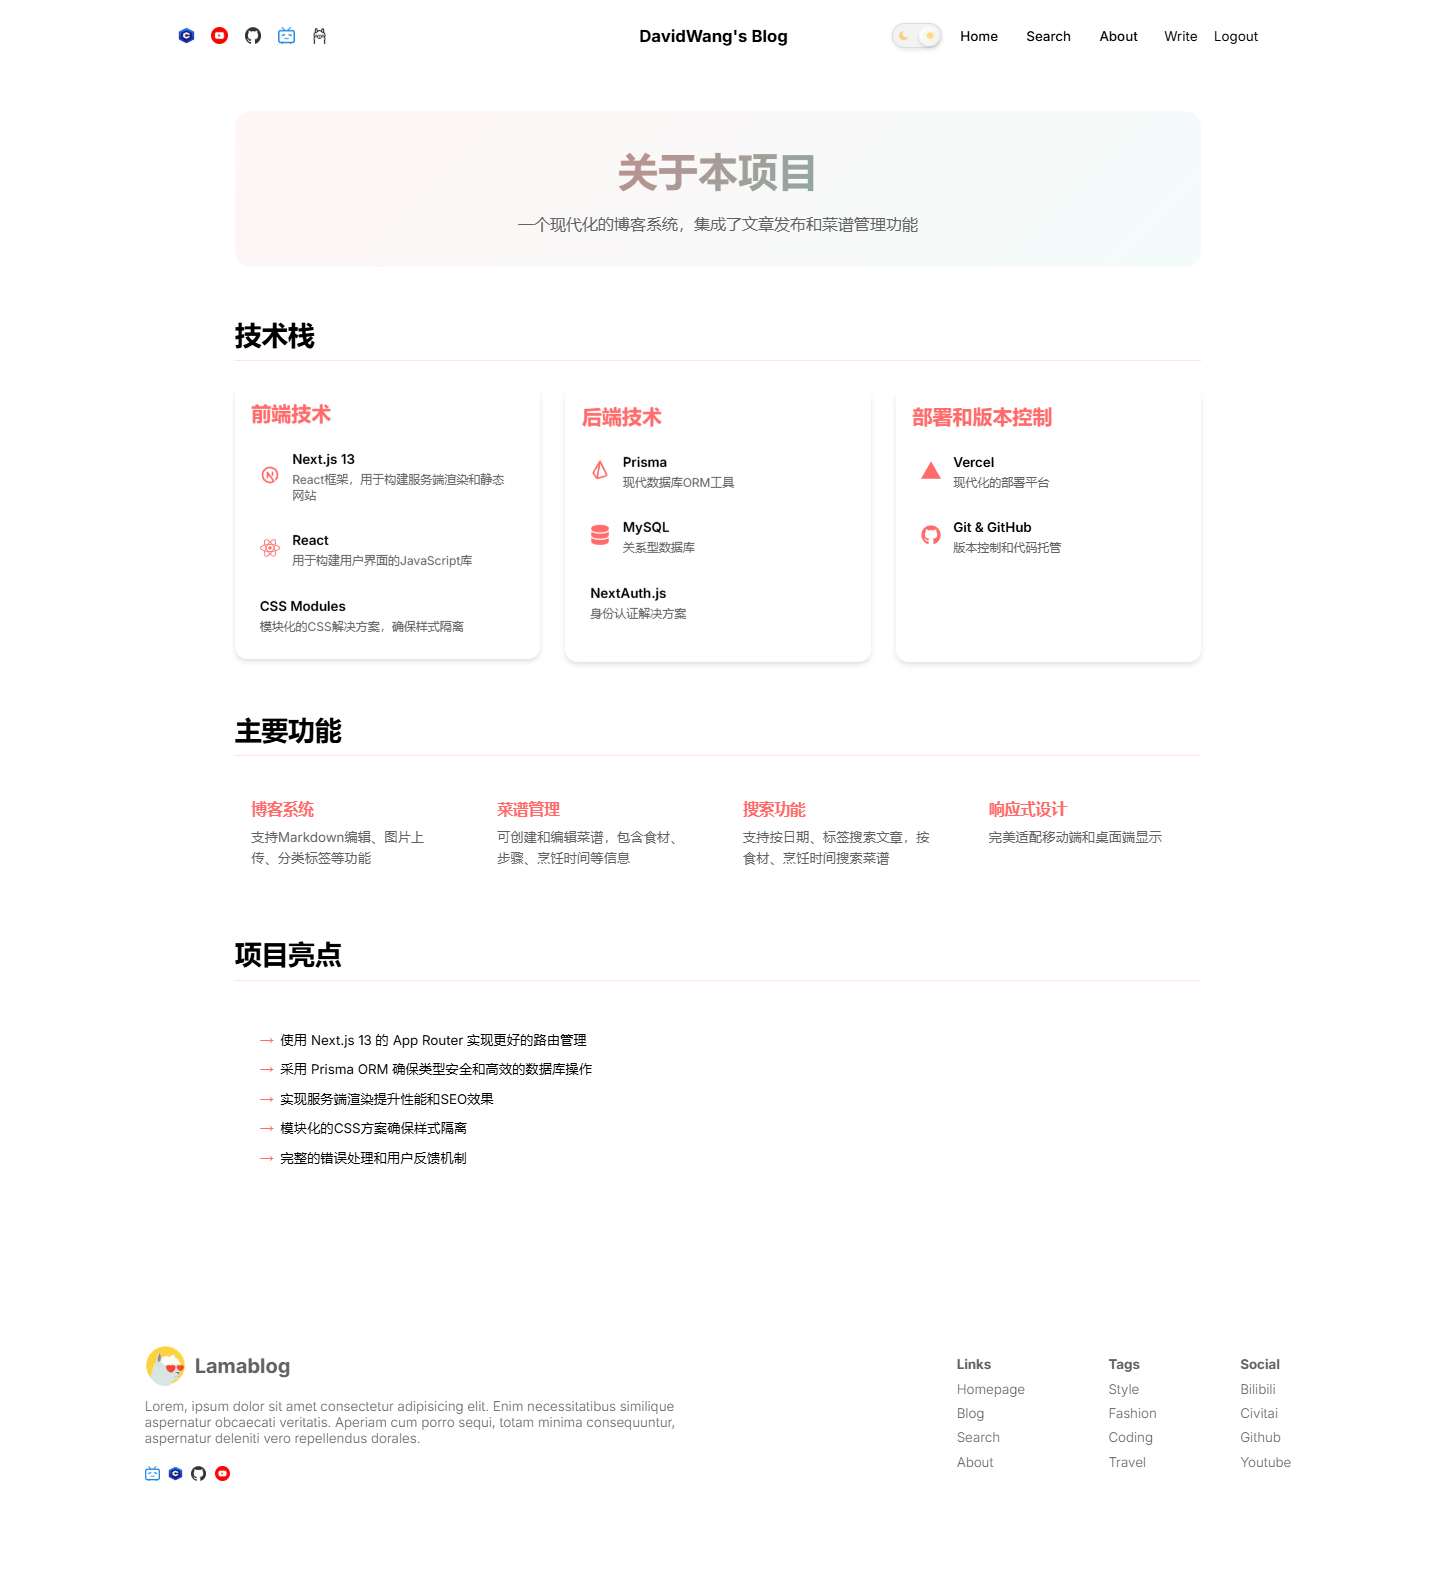 DavidWang's Blog
Home Search About Write Logout
关于本项目
一个现代化的博客系统，集成了文章发布和菜谱管理功能
技术栈
前端技术
Next.js 13
React框架，用于构建服务端渲染和静态
网站
React
用于构建用户界面的JavaScript库
CSS Modules
模块化的CSS解决方案，确保样式隔离
后端技术
Prisma
现代数据库ORM工具
MySQL
关系型数据库
NextAuth.js
身份认证解决方案
部署和版本控制
Vercel
现代化的部署平台
Git & GitHub
版本控制和代码托管
主要功能
博客系统
支持Markdown编辑、图片上
传、分类标签等功能
菜谱管理
可创建和编辑菜谱，包含食材、
步骤、烹饪时间等信息
搜索功能
支持按日期、标签搜索文章，按
食材、烹饪时间搜索菜谱
响应式设计
完美适配移动端和桌面端显示
项目亮点
→ 使用 Next.js 13 的 App Router 实现更好的路由管理
→ 采用 Prisma ORM 确保类型安全和高效的数据库操作
→ 实现服务端渲染提升性能和SEO效果
→ 模块化的CSS方案确保样式隔离
→ 完整的错误处理和用户反馈机制
Lamablog
Lorem, ipsum dolor sit amet consectetur adipisicing elit. Enim necessitatibus similique
aspernatur obcaecati veritatis. Aperiam cum porro sequi, totam minima consequuntur,
aspernatur deleniti vero repellendus dorales.
Links
Homepage
Blog
Search
About
Tags
Style
Fashion
Coding
Travel
Social
Bilibili
Civitai
Github
Youtube